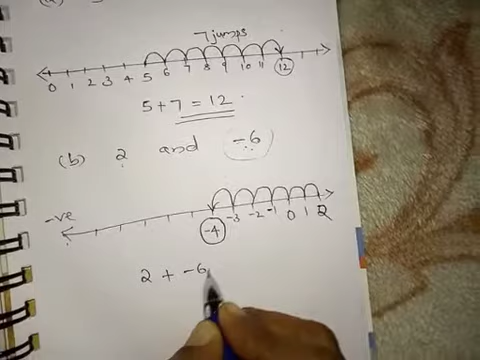 (a)
7 jumps
0 1 2 3 4 5 6 7 8 9 10 11 12
5 + 7 = 12
(b) 2 and -6
-ve
-4 -3 -2 -1 0 1 2
2 + -6